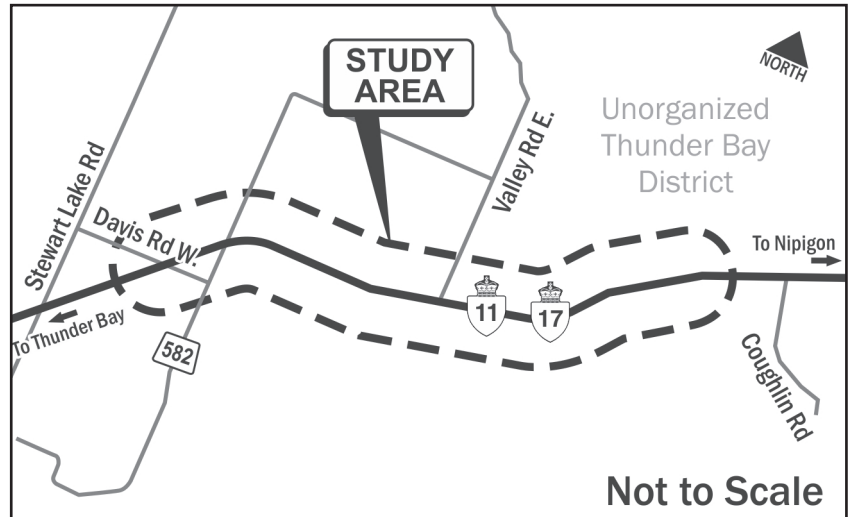 STUDY
AREA
NORTH
Unorganized
Thunder Bay
District
Stewart Lake Rd
Davis Rd W.
Valley Rd E.
To Nipigon
11
17
To Thunder Bay
582
Coughlin Rd
Not to Scale